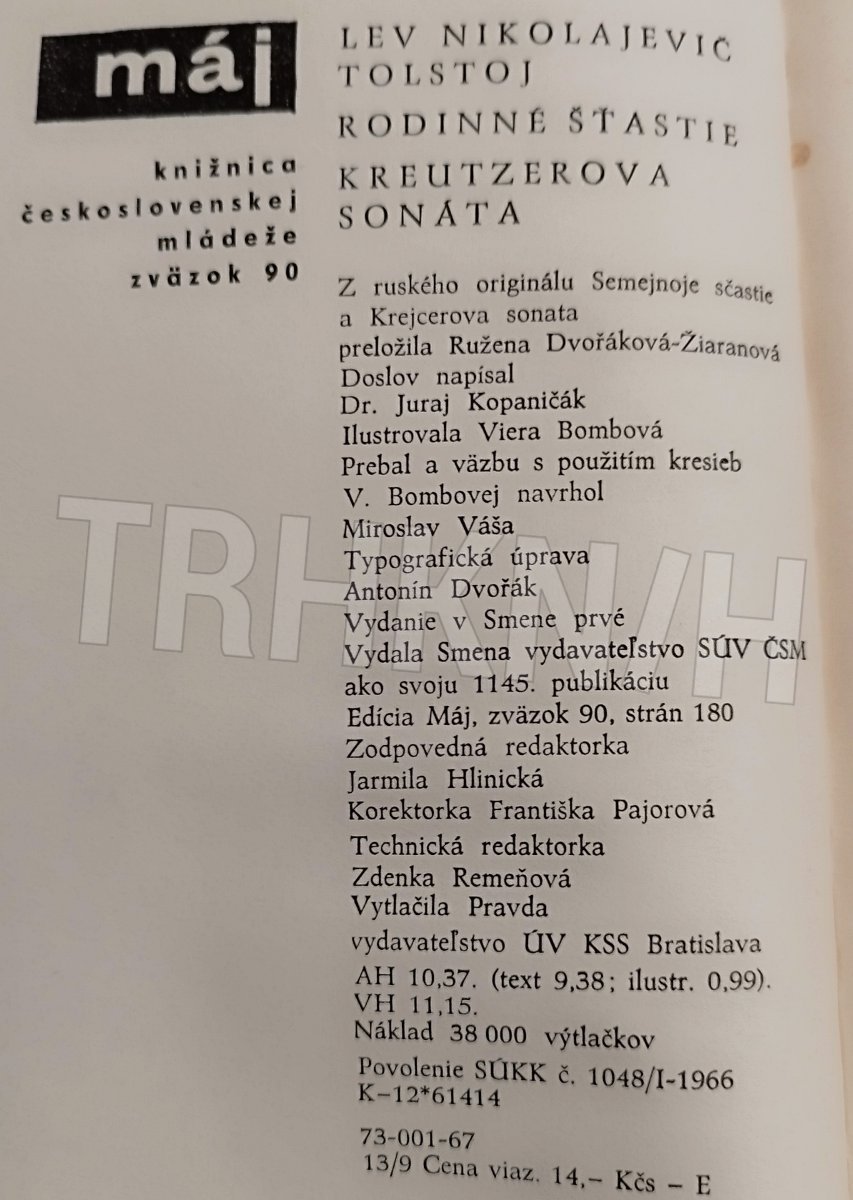 máj
knižnica
československej
mládeže
zväzok 90
LEV NIKOLAJEVIČ
TOLSTOJ
RODINNÉ ŠŤASTIE
KREUTZEROVA
SONÁTA
Z ruského originálu Semejnoje sčastie
a Krejcerova sonata
preložila Ružena Dvořáková-Žiaranová
Doslov napísal
Dr. Juraj Kopaničák
Ilustrovala Viera Bombová
Prebal a väzbu s použitím kresieb
V. Bombovej navrhol
Miroslav Váša
Typografická úprava
Antonín Dvořák
Vydanie v Smene prvé
Vydala Smena vydavateľstvo SÚV ČSM
ako svoju 1145. publikáciu
Edícia Máj, zväzok 90, strán 180
Zodpovedná redaktorka
Jarmila Hlinická
Korektorka Františka Pajorová
Technická redaktorka
Zdenka Remeňová
Vytlačila Pravda
vydavateľstvo ÚV KSS Bratislava
AH 10,37. (text 9,38; ilustr. 0,99).
VH 11,15.
Náklad 38 000 výtlačkov
Povolenie SÚKK č. 1048/I-1966
K–12*61414
73-001-67
13/9 Cena viaz. 14,– Kčs – E
TRHKNIH